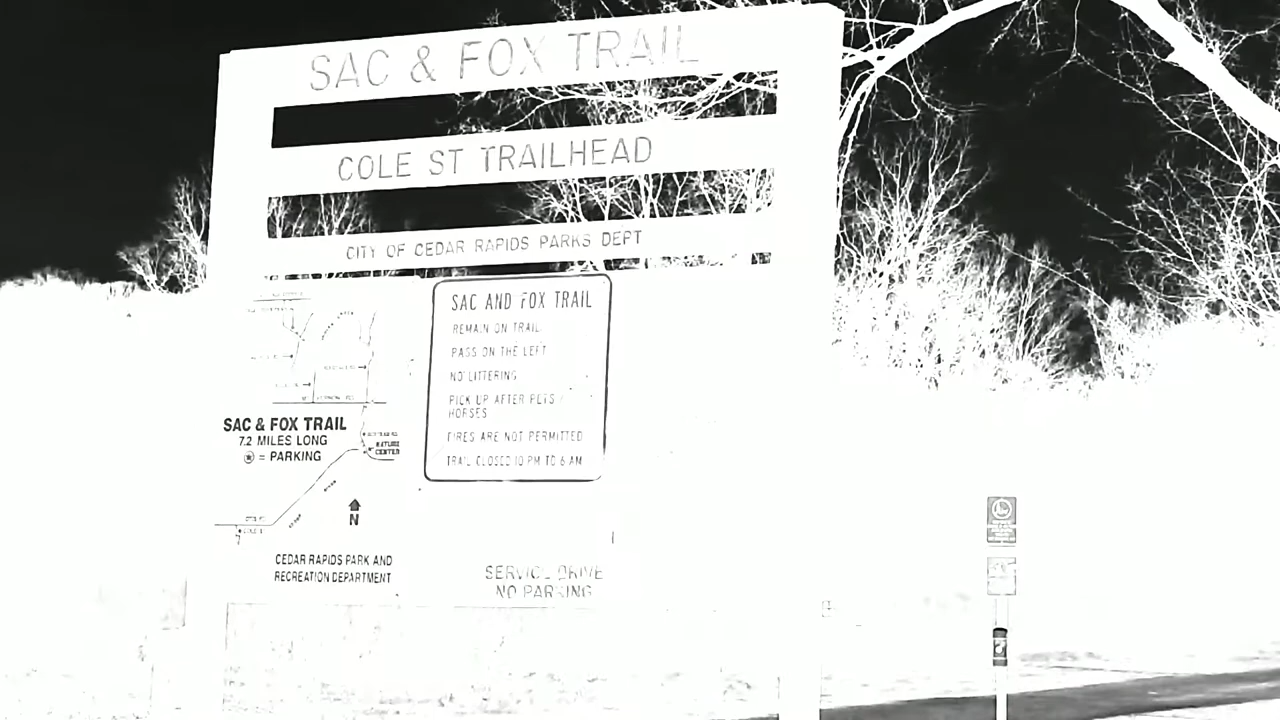 SAC & FOX TRAIL
COLE ST TRAILHEAD
CITY OF CEDAR RAPIDS PARKS DEPT
SAC AND FOX TRAIL
REMAIN ON TRAIL
PASS ON THE LEFT
NO LITTERING
PICK UP AFTER PETS /
HORSES
FIRES ARE NOT PERMITTED
TRAIL CLOSED 10 PM TO 6 AM
SAC & FOX TRAIL
7.2 MILES LONG
= PARKING
NATURE
CENTER
N
CEDAR RAPIDS PARK AND
RECREATION DEPARTMENT
SERVICE DRIVE
NO PARKING